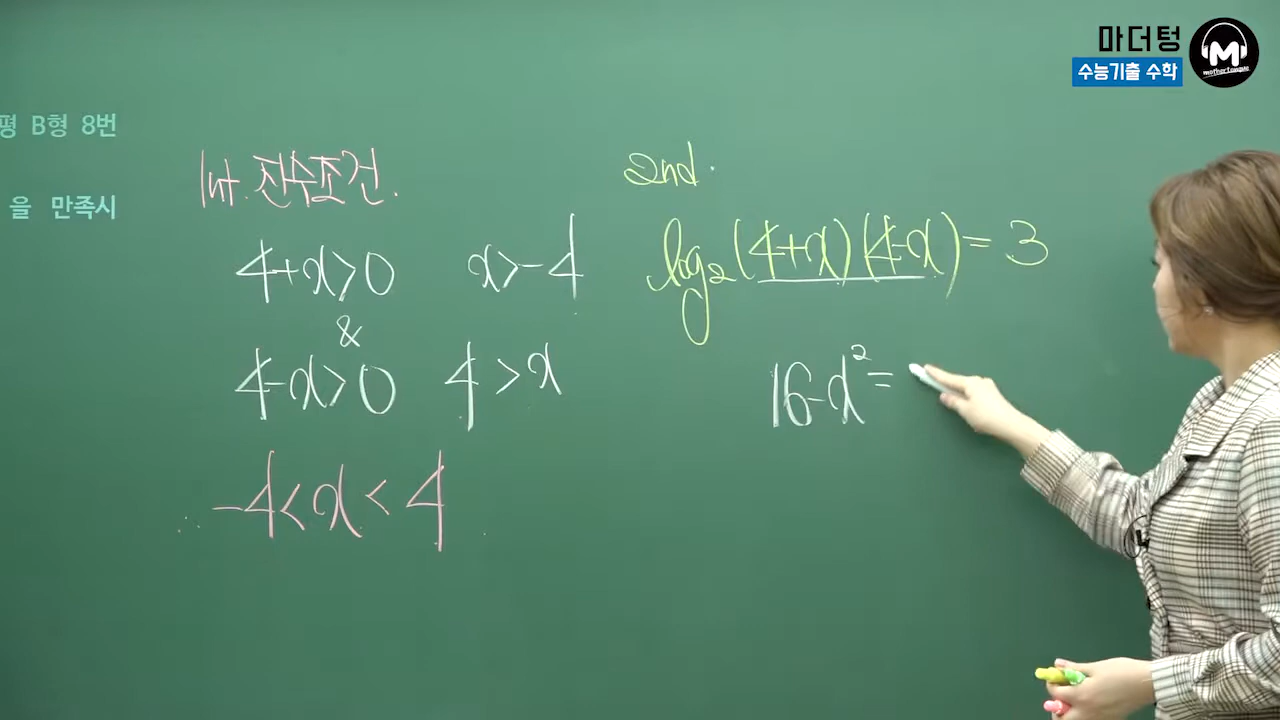 마더텅
수능기출 수학
M
mothertongue
평 B형 8번
을 만족시
1st. 진수조건.
4+x>0 x>-4
&
4-x>0 4>x
∴ -4<x<4
2nd.
log₂(4+x)(4-x)=3
16-x²=